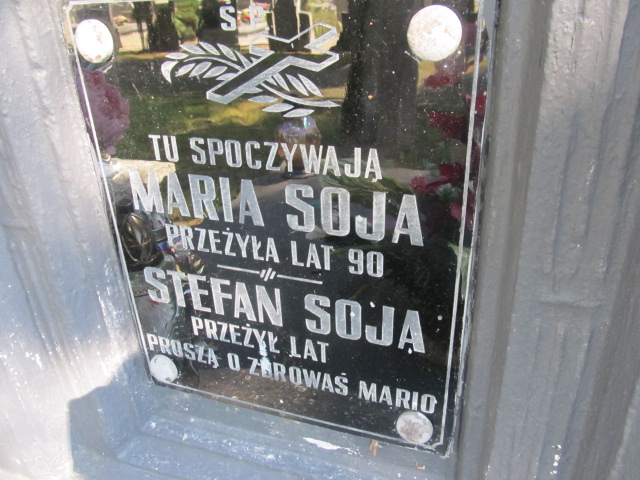 Ś P
TU SPOCZYWAJĄ
MARIA SOJA
PRZEŻYŁA LAT 90
STEFAN SOJA
PRZEŻYŁ LAT
PROSZĄ O ZDROWAŚ MARIO